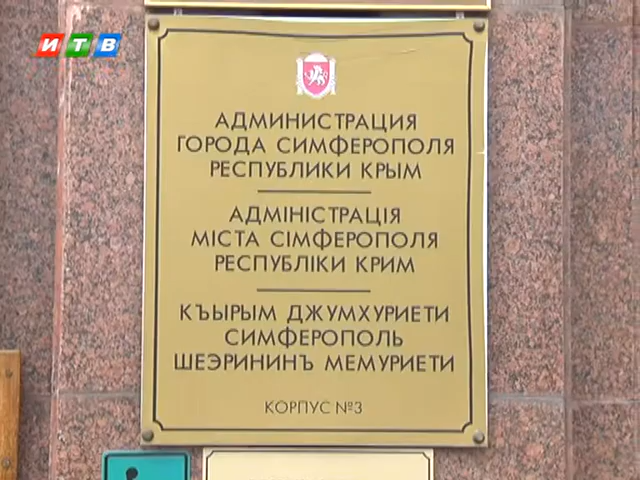 ИТВ
АДМИНИСТРАЦИЯ
ГОРОДА СИМФЕРОПОЛЯ
РЕСПУБЛИКИ КРЫМ
АДМІНІСТРАЦІЯ
МІСТА СІМФЕРОПОЛЯ
РЕСПУБЛІКИ КРИМ
КЪЫРЫМ ДЖУМХУРИЕТИ
СИМФЕРОПОЛЬ
ШЕЭРИНИНЪ МЕМУРИЕТИ
КОРПУС №3